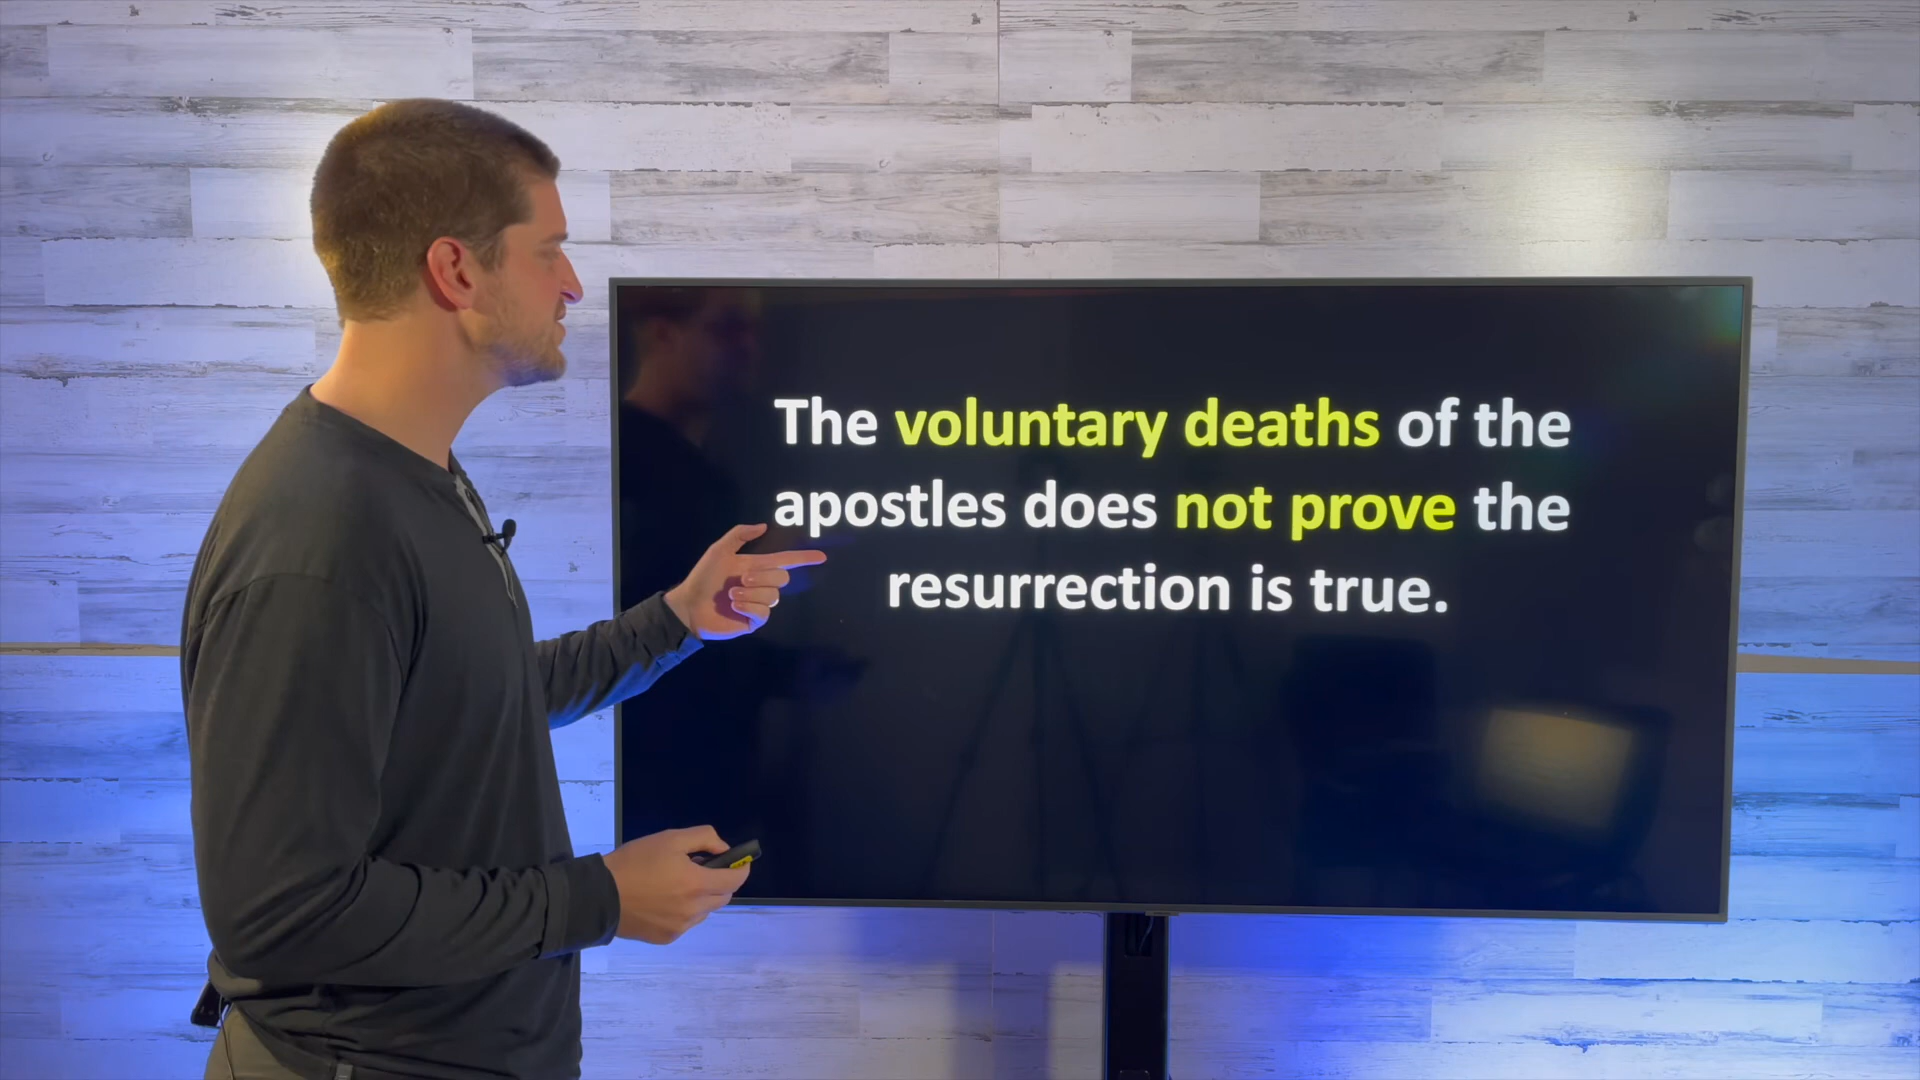 The voluntary deaths of the
apostles does not prove the
resurrection is true.